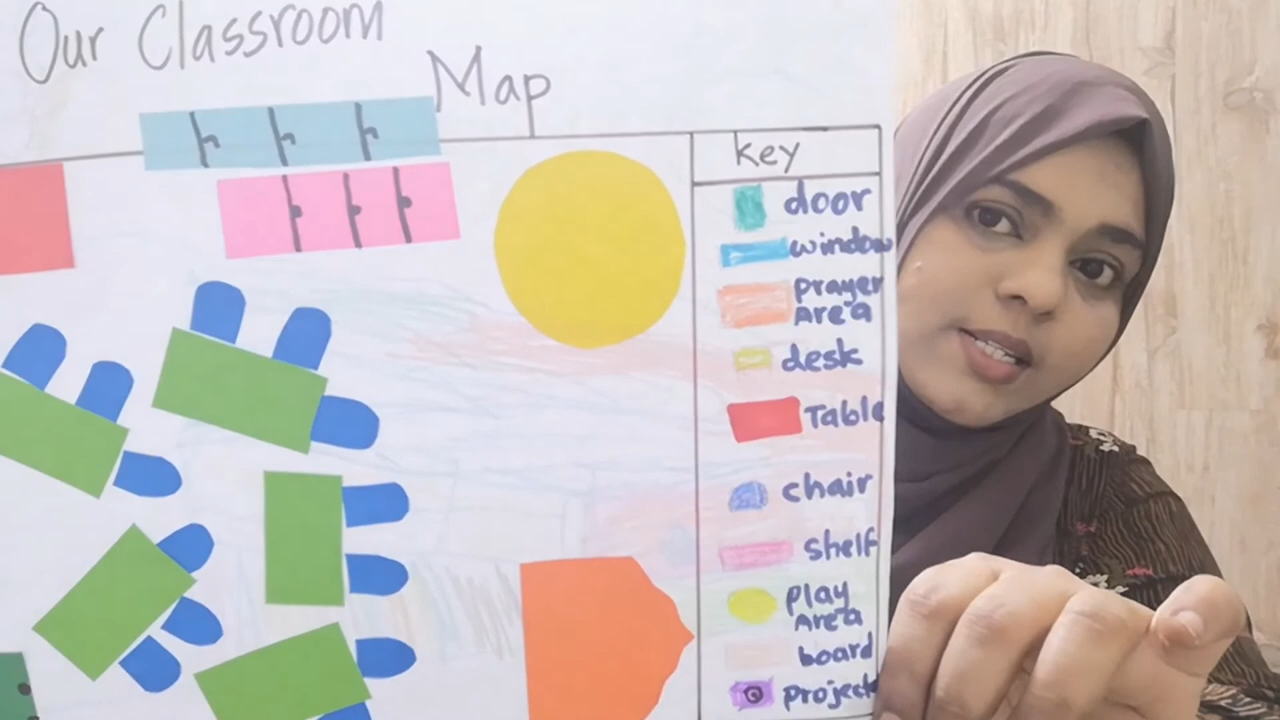 Our Classroom
Map
Key
door
window
prayer
Area
desk
Table
chair
shelf
play
Area
board